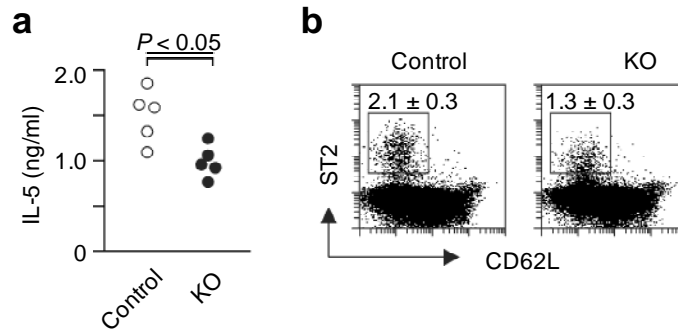 a
P < 0.05
2.0
1.0
0
IL-5 (ng/ml)
Control
KO
b
Control
KO
2.1 ± 0.3
1.3 ± 0.3
ST2
CD62L